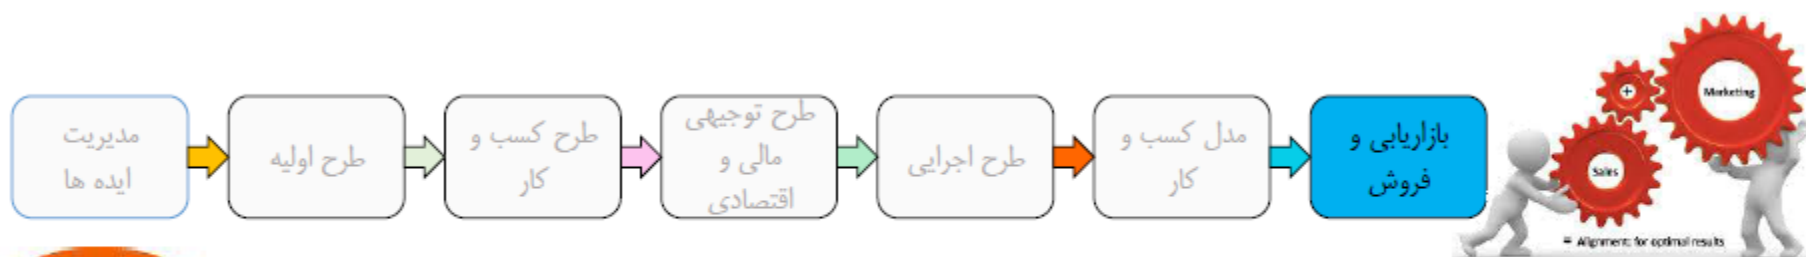 مدیریت
ایده ها
طرح اولیه
طرح کسب و
کار
طرح توجیهی
مالی و
اقتصادی
طرح اجرایی
مدل کسب و
کار
بازاریابی و
فروش
Marketing
+
Sales
= Alignment: for optimal results